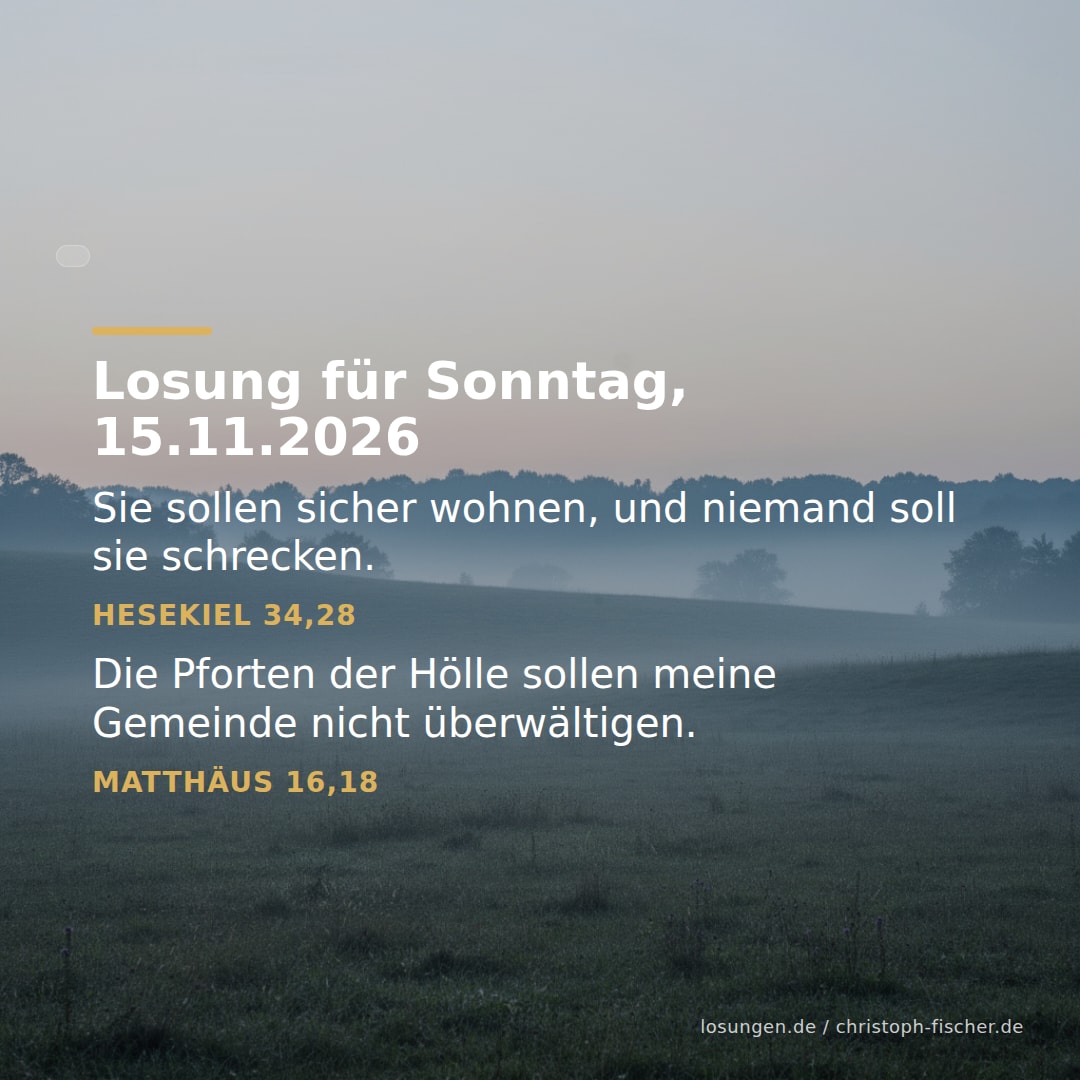 Losung für Sonntag,
15.11.2026
Sie sollen sicher wohnen, und niemand soll
sie schrecken.
HESEKIEL 34,28
Die Pforten der Hölle sollen meine
Gemeinde nicht überwältigen.
MATTHÄUS 16,18
losungen.de / christoph-fischer.de